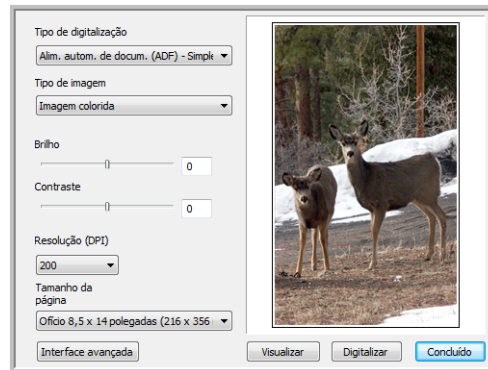 Tipo de digitalização
Alim. autom. de docum. (ADF) - Simple
Tipo de imagem
Imagem colorida
Brilho
0
Contraste
0
Resolução (DPI)
200
Tamanho da
página
Ofício 8,5 x 14 polegadas (216 x 356
Interface avançada
Visualizar
Digitalizar
Concluído